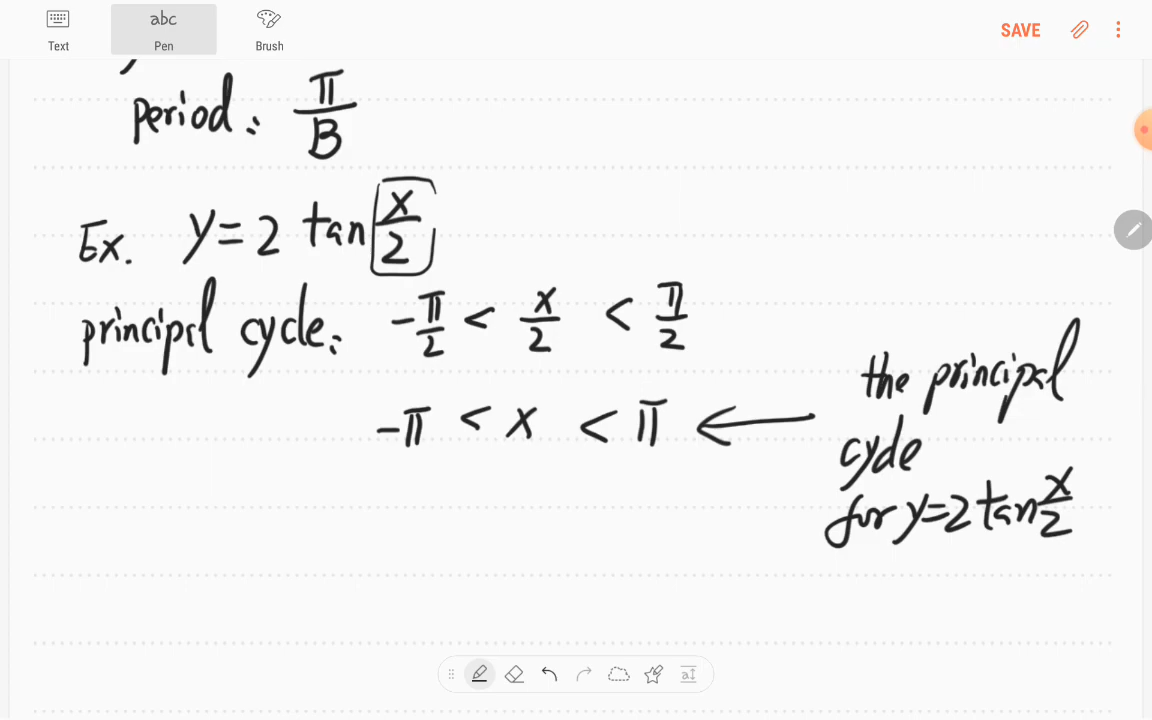 Text
abc
Pen
Brush
SAVE
period: π/B
Ex. y = 2 tan x/2
principal cycle: -π/2 < x/2 < π/2
-π < x < π ←
the principal
cycle
for y=2 tan x/2